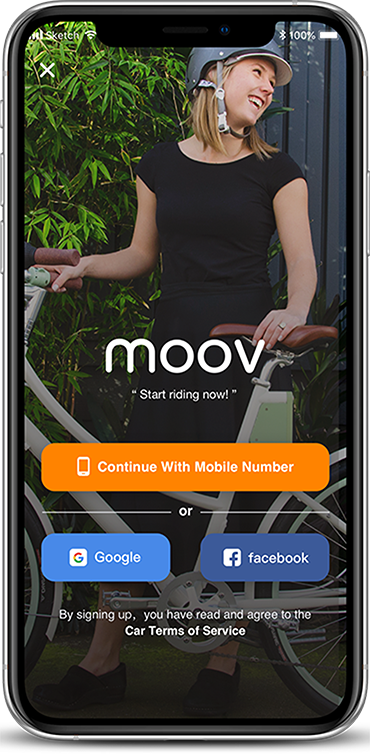 Sketch 100%
moov
“ Start riding now! ”
Continue With Mobile Number
or
Google facebook
By signing up, you have read and agree to the
Car Terms of Service